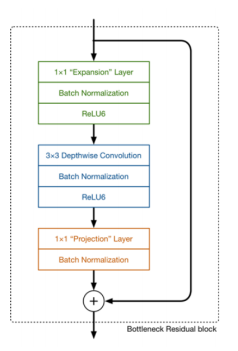 1×1 “Expansion” Layer
Batch Normalization
ReLU6
3×3 Depthwise Convolution
Batch Normalization
ReLU6
1×1 “Projection” Layer
Batch Normalization
+
Bottleneck Residual block